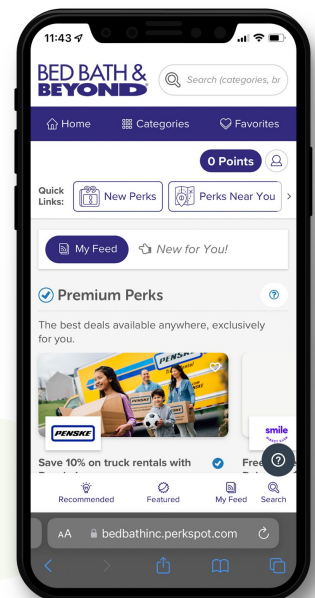 11:43
BED BATH &
BEYOND
Search (categories, br
Home
Categories
Favorites
0 Points
Quick
Links:
New Perks
Perks Near You
My Feed
New for You!
Premium Perks
The best deals available anywhere, exclusively
for you.
PENSKE
PENSKE
smile
Save 10% on truck rentals with
Free
Recommended
Featured
My Feed
Search
AA
bedbathinc.perkspot.com